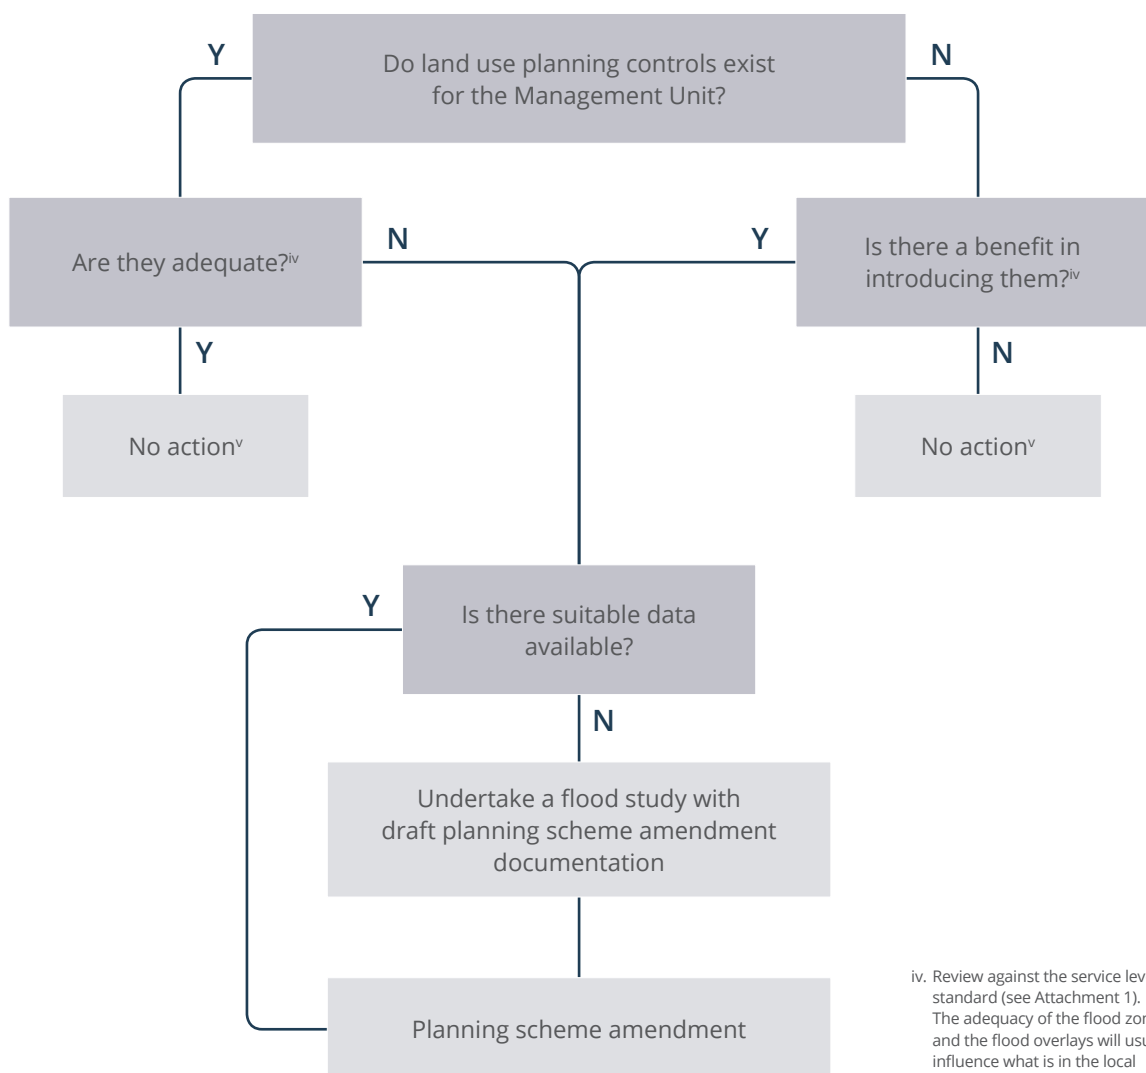 Y
Do land use planning controls exist
for the Management Unit?
N
Are they adequate?iv
N
Y
Is there a benefit in
introducing them?iv
Y
N
No actionv
No actionv
Y
Is there suitable data
available?
N
Undertake a flood study with
draft planning scheme amendment
documentation
Planning scheme amendment
iv. Review against the service
standard (see Attachment 1).
The adequacy of the flood
and the flood overlays will
influence what is in the local